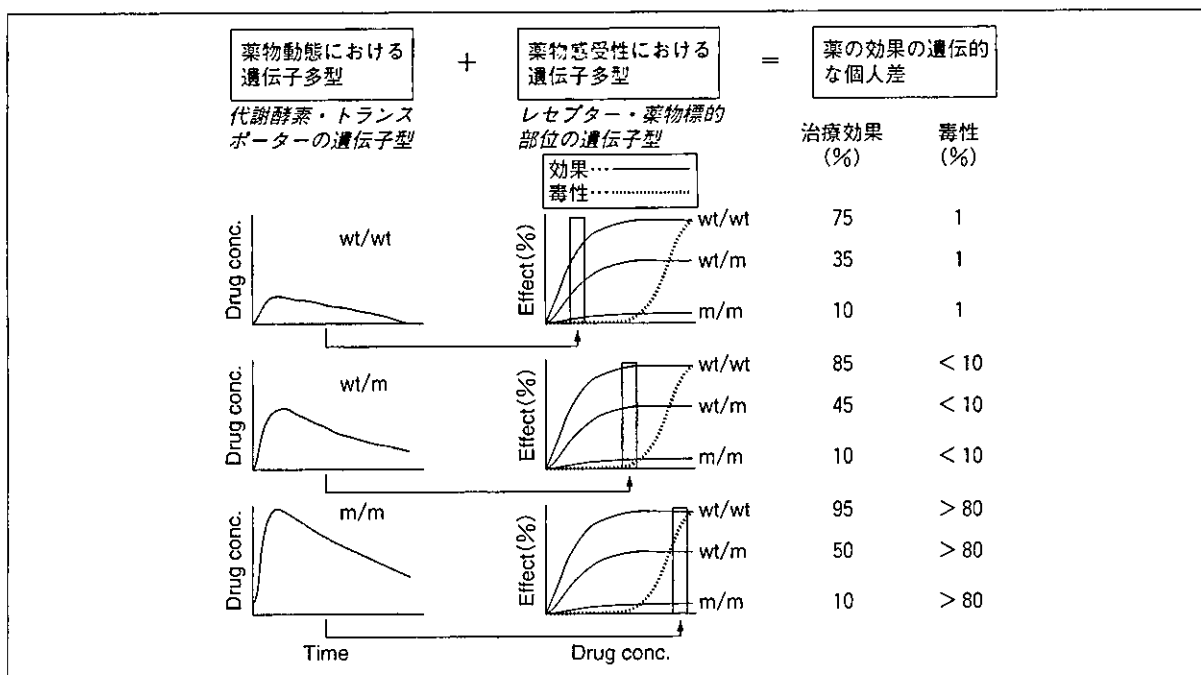 薬物動態における
遺伝子多型
+
薬物感受性における
遺伝子多型
=
薬の効果の遺伝的
な個人差
代謝酵素・トランス
ポーターの遺伝子型
レセプター・薬物標的
部位の遺伝子型
治療効果
(%)
毒性
(%)
効果
毒性
Drug conc.
wt/wt
Effect(%)
wt/wt 75 1
wt/m 35 1
m/m 10 1
Drug conc.
wt/m
Effect(%)
wt/wt 85 <10
wt/m 45 <10
m/m 10 <10
Drug conc.
m/m
Effect(%)
wt/wt 95 >80
wt/m 50 >80
m/m 10 >80
Time
Drug conc.